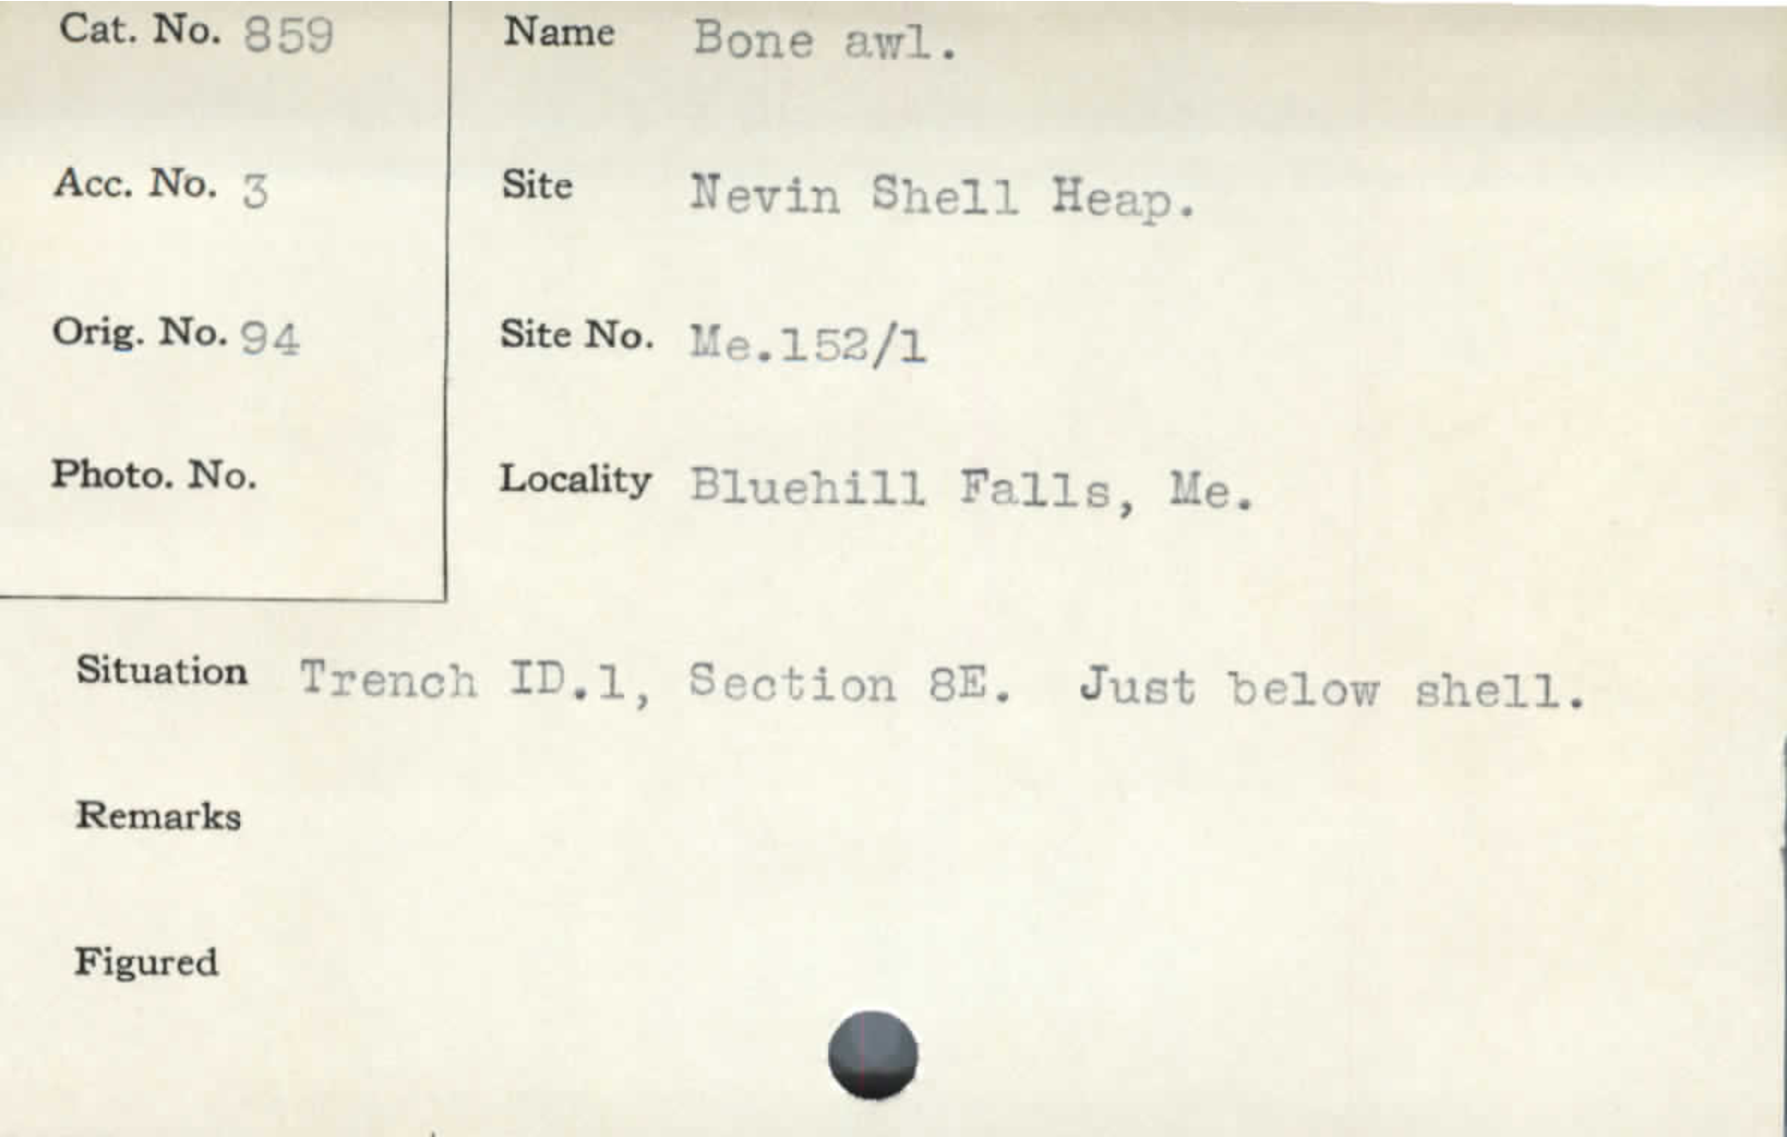 Cat. No. 859
Name Bone awl.
Acc. No. 3
Site Nevin Shell Heap.
Orig. No. 94
Site No. Me.152/1
Photo. No.
Locality Bluehill Falls, Me.
Situation Trench ID.1, Section 8E. Just below shell.
Remarks
Figured